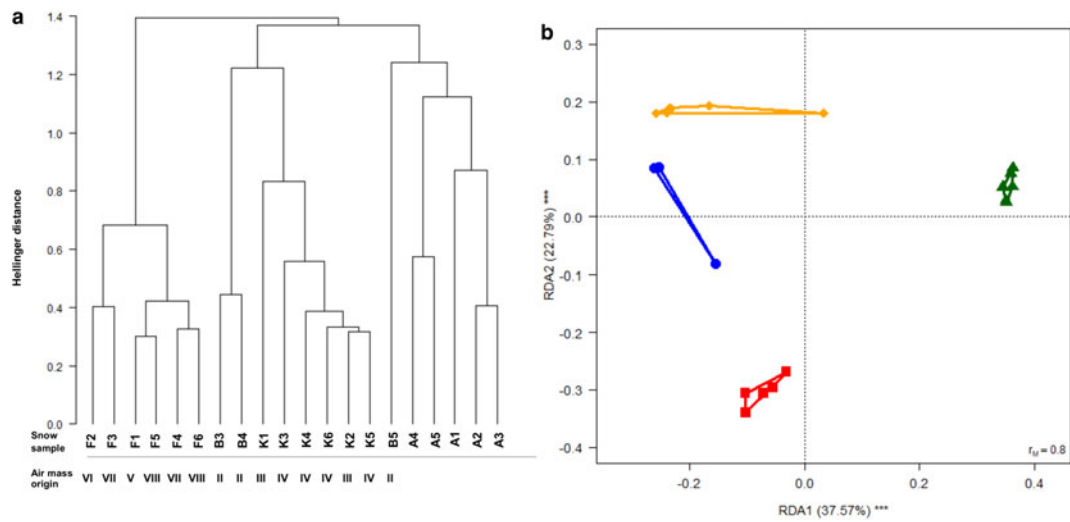 a
1.4
1.2
1.0
0.8
0.6
0.4
0.2
0.0
Hellinger distance
Snow sample F2 F3 F1 F5 F4 F6 B3 B4 K1 K3 K4 K6 K2 K5 B5 A4 A5 A1 A2 A3
Air mass origin VI VII V VIII VII VIII II II III IV IV IV III IV II
b
0.3
0.2
0.1
0.0
-0.1
-0.2
-0.3
-0.4
RDA2 (22.79%) ***
-0.2 0.0 0.2 0.4
RDA1 (37.57%) ***
rM = 0.8